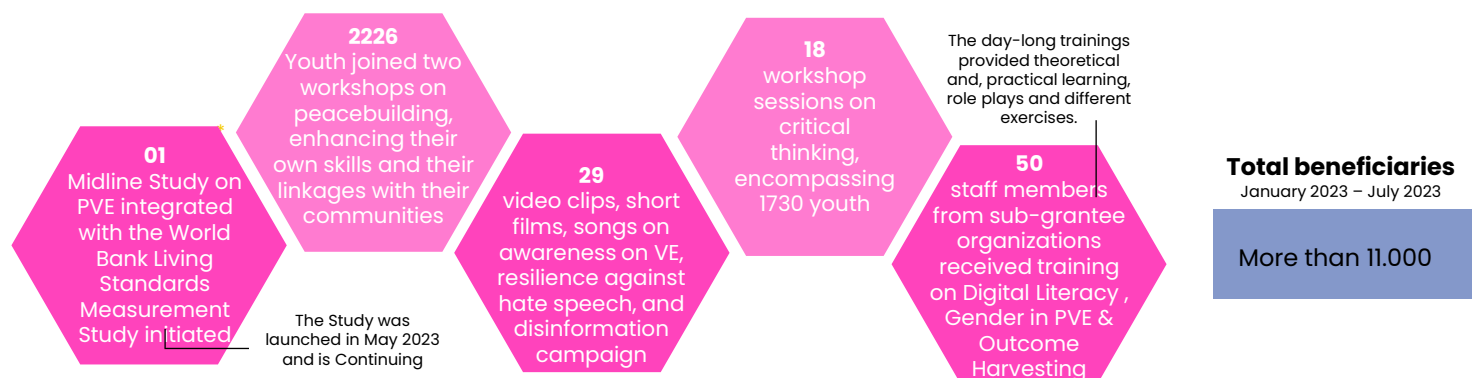 01
Midline Study on
PVE integrated
with the World
Bank Living
Standards
Measurement
Study initiated
The Study was
launched in May 2023
and is Continuing
2226
Youth joined two
workshops on
peacebuilding,
enhancing their
own skills and their
linkages with their
communities
29
video clips, short
films, songs on
awareness on VE,
resilience against
hate speech, and
disinformation
campaign
18
workshop
sessions on
critical
thinking,
encompassing
1730 youth
The day-long trainings
provided theoretical
and, practical learning,
role plays and different
exercises.
50
staff members
from sub-grantee
organizations
received training
on Digital Literacy ,
Gender in PVE &
Outcome
Harvesting
Total beneficiaries
January 2023 – July 2023
More than 11.000